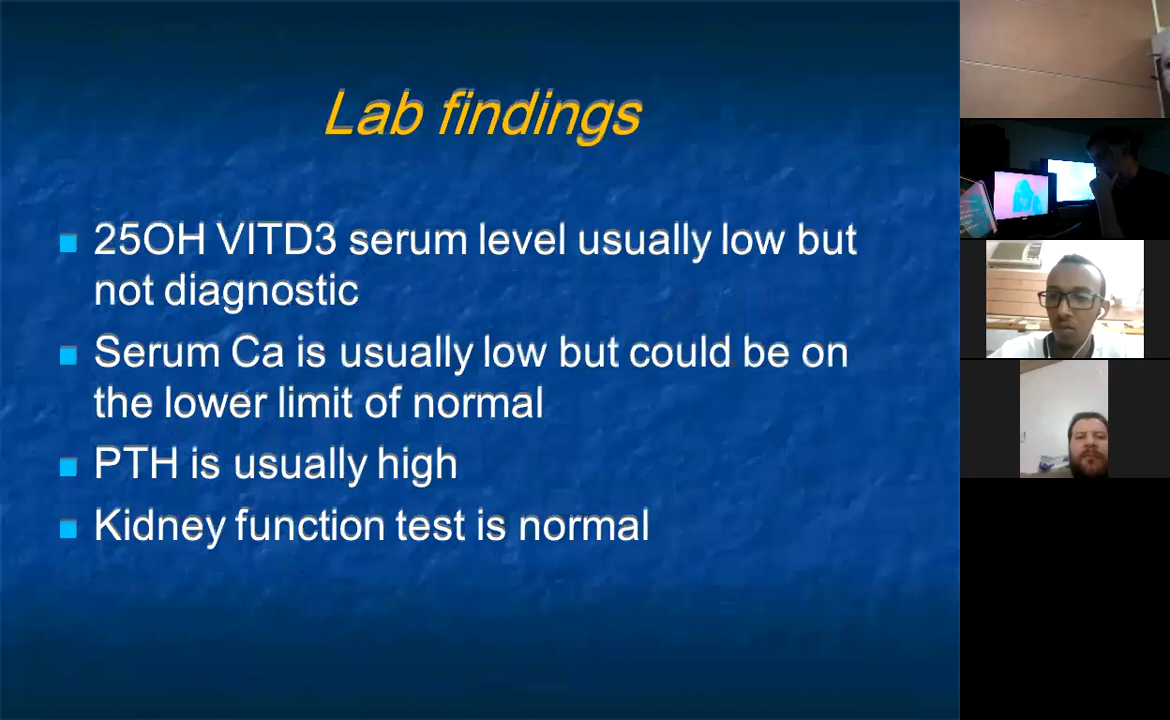 Lab findings
25OH VITD3 serum level usually low but
not diagnostic
Serum Ca is usually low but could be on
the lower limit of normal
PTH is usually high
Kidney function test is normal